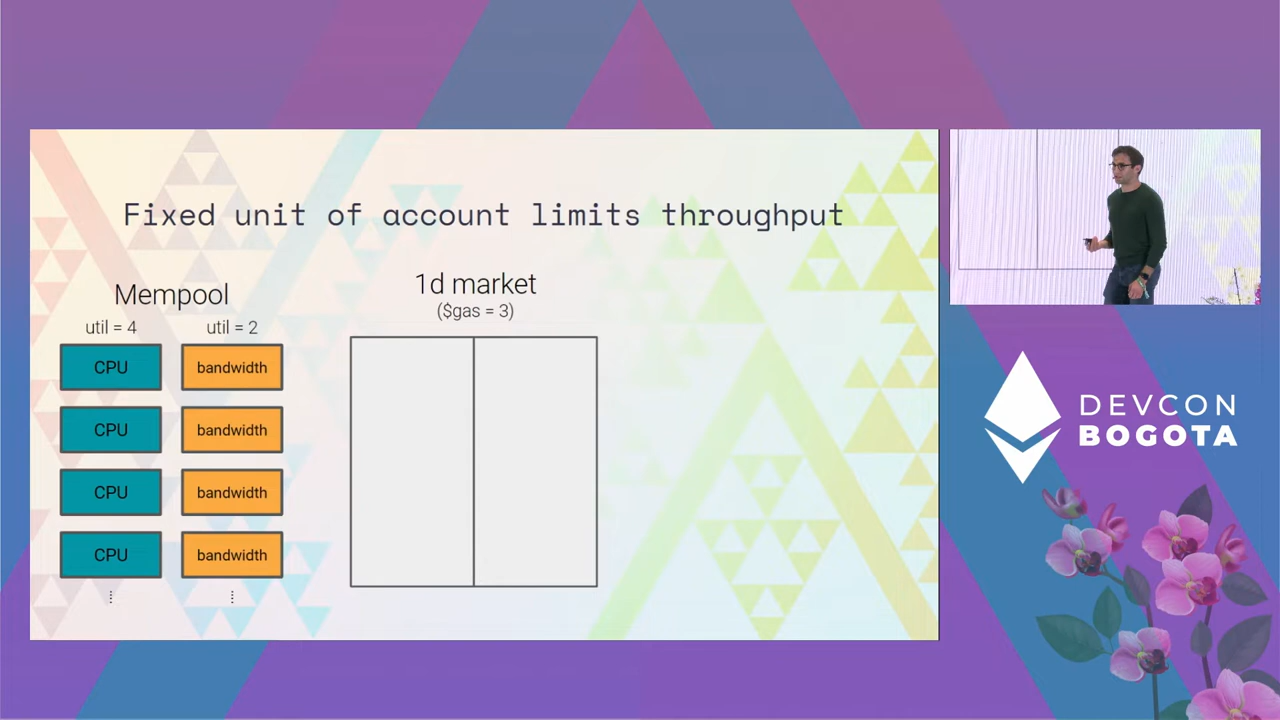 Fixed unit of account limits throughput
Mempool
util = 4
util = 2
CPU
bandwidth
CPU
bandwidth
CPU
bandwidth
CPU
bandwidth
1d market
($gas = 3)
DEVCON
BOGOTA